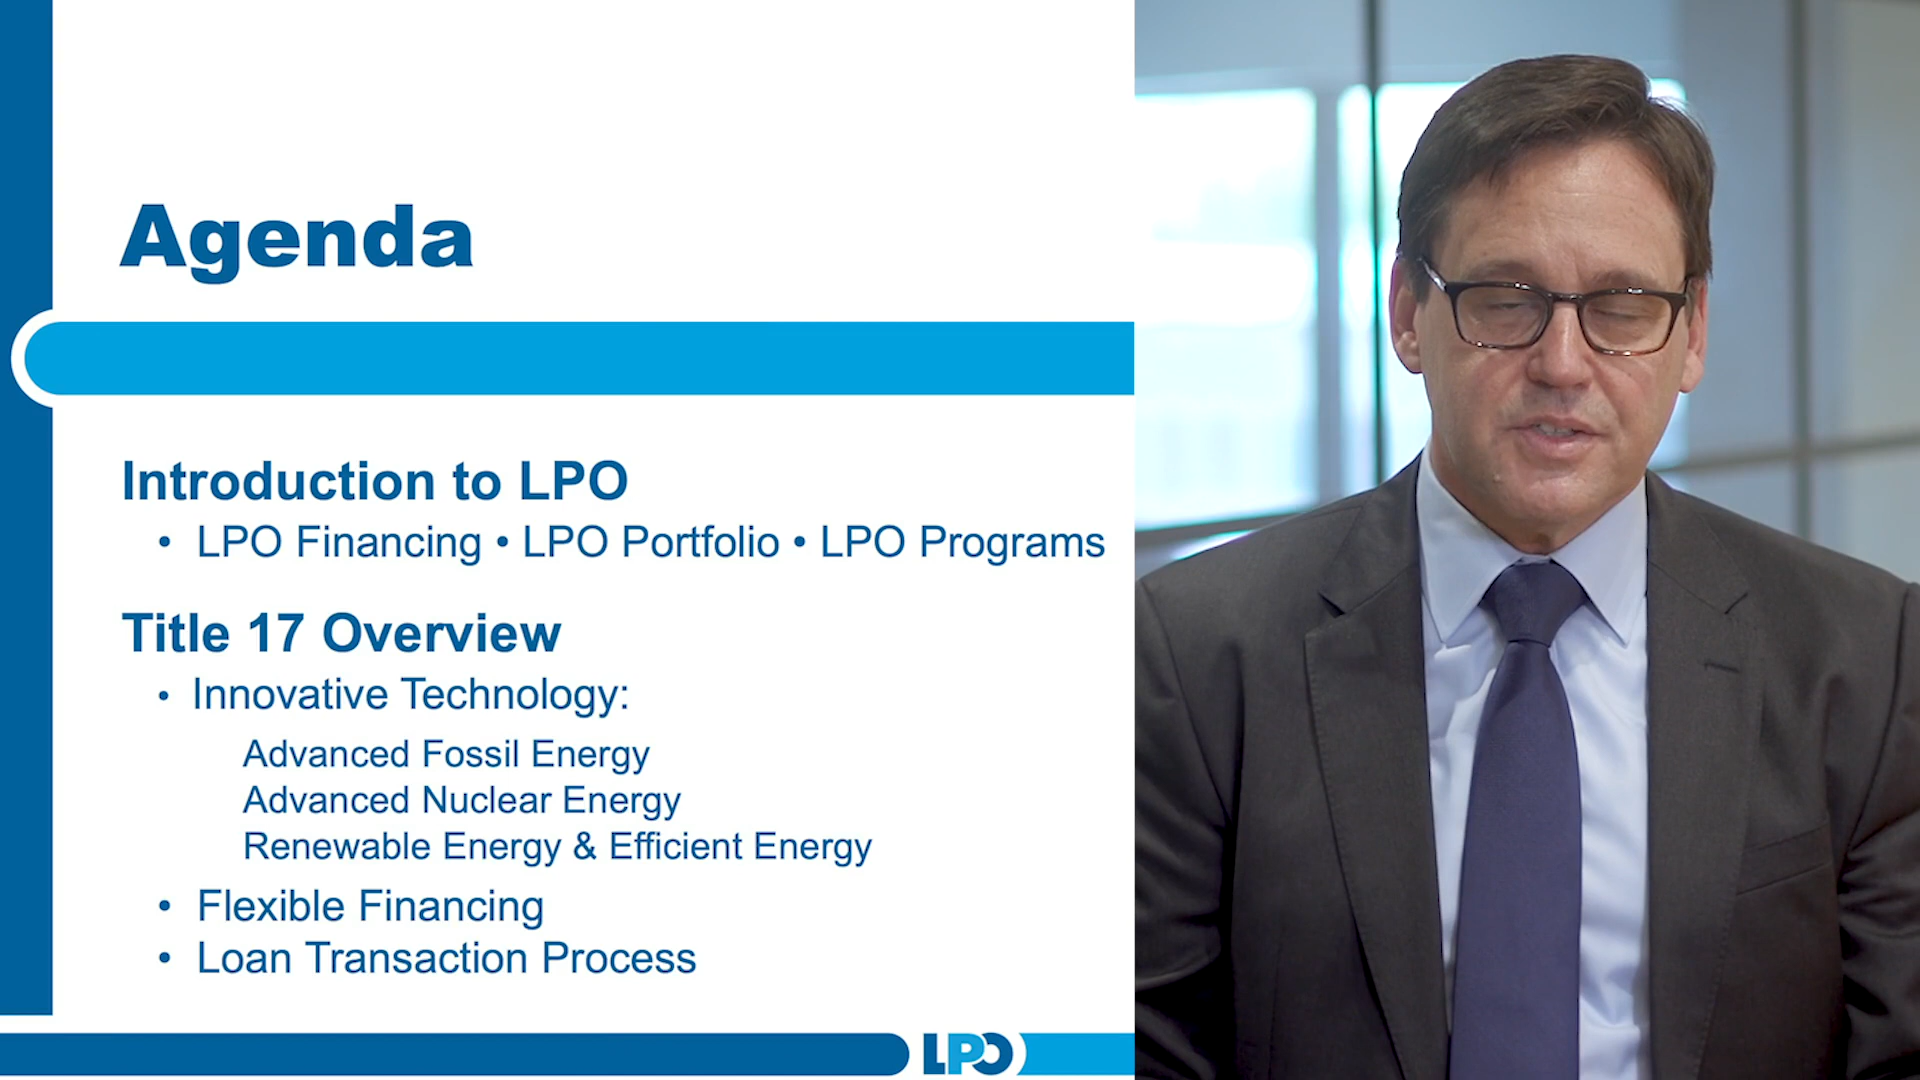 Agenda
Introduction to LPO
• LPO Financing • LPO Portfolio • LPO Programs
Title 17 Overview
• Innovative Technology:
Advanced Fossil Energy
Advanced Nuclear Energy
Renewable Energy & Efficient Energy
• Flexible Financing
• Loan Transaction Process
LPO